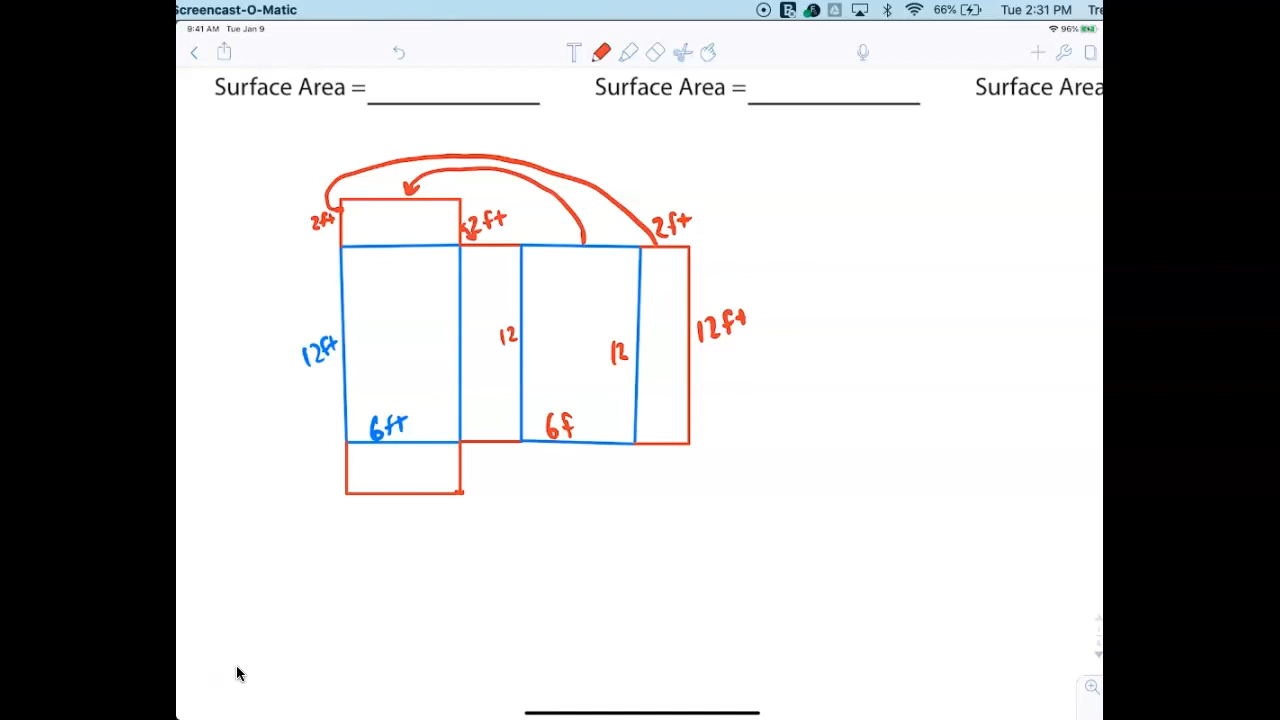 Screencast-O-Matic
66%
Tue 2:31 PM
Tre
9:41 AM Tue Jan 9
96%
T
Surface Area =
Surface Area =
Surface Area
2ft
2ft
2ft
12ft
12
12
12ft
6ft
6f